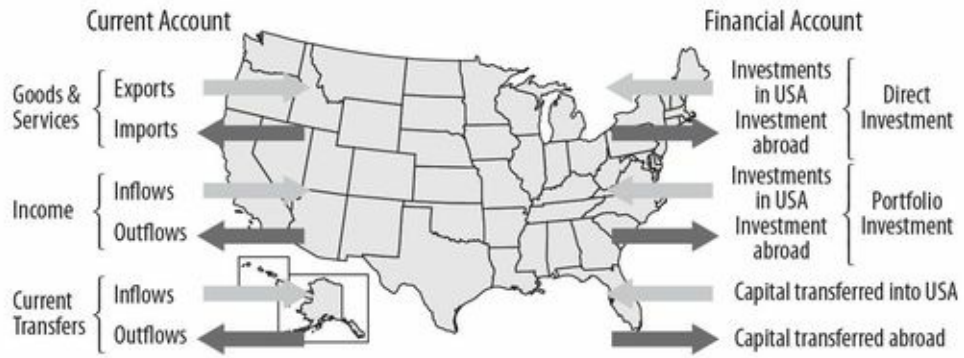 Current Account
Goods &
Services
Exports
Imports
Income
Inflows
Outflows
Current
Transfers
Inflows
Outflows
Financial Account
Investments
in USA
Investment
abroad
Direct
Investment
Investments
in USA
Investment
abroad
Portfolio
Investment
Capital transferred into USA
Capital transferred abroad